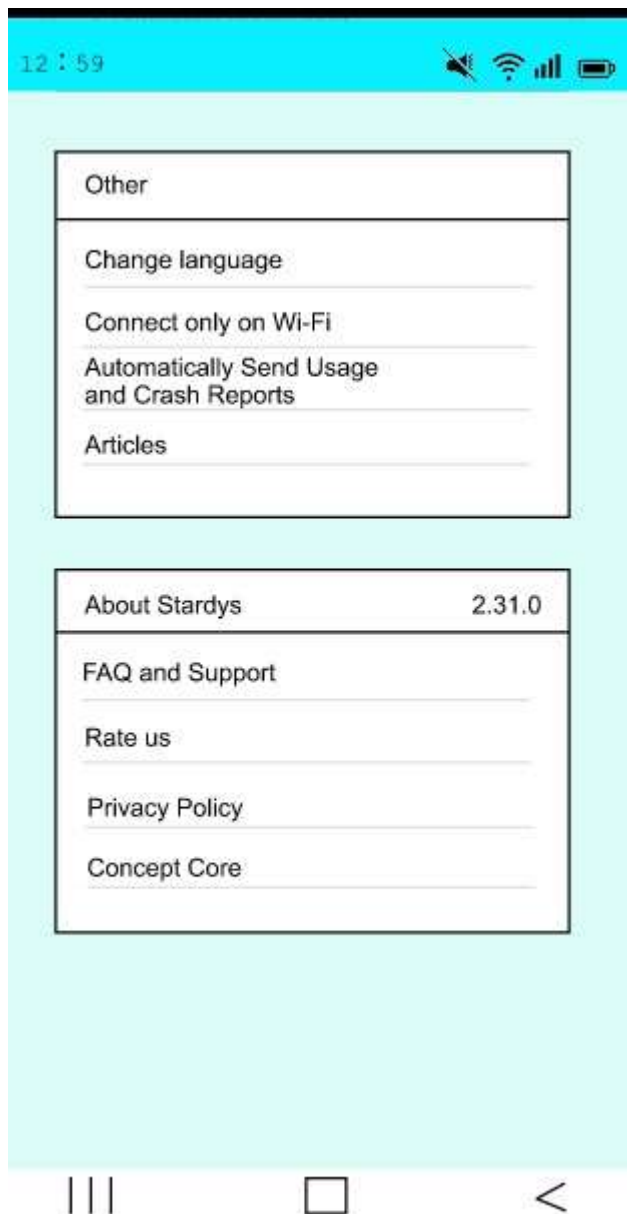 12:59
Other
Change language
Connect only on Wi-Fi
Automatically Send Usage
and Crash Reports
Articles
About Stardys 2.31.0
FAQ and Support
Rate us
Privacy Policy
Concept Core